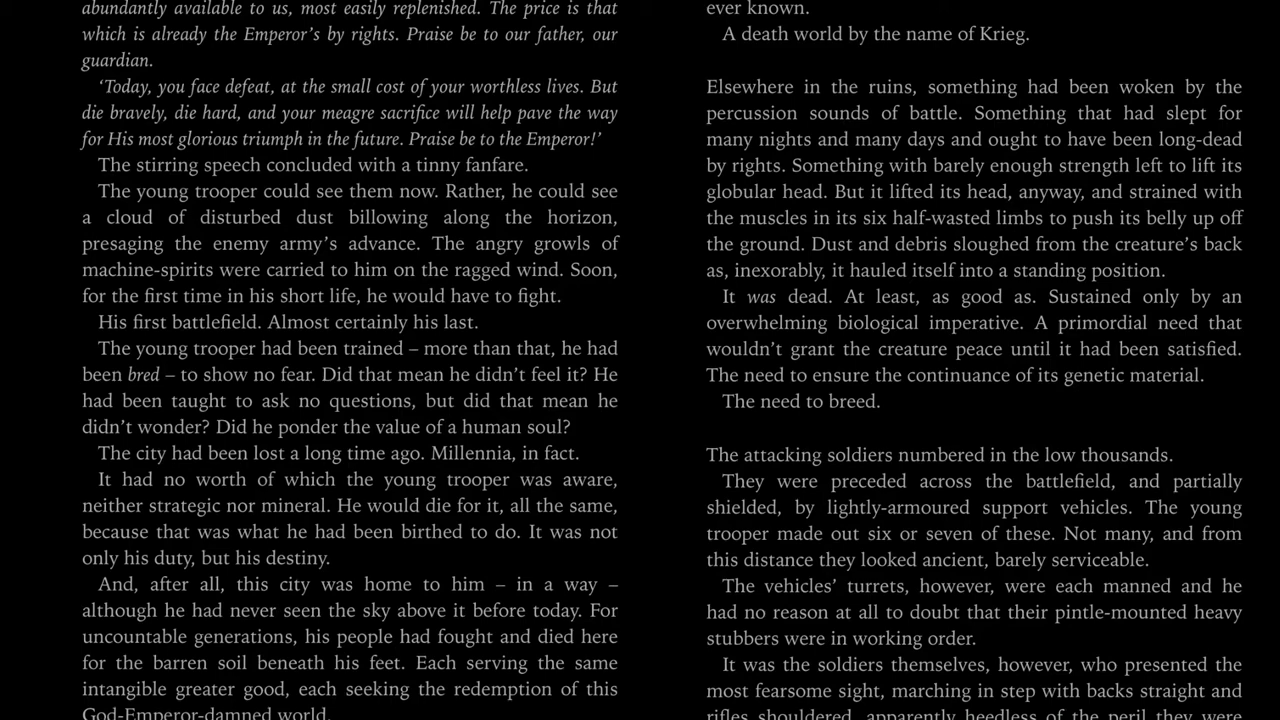 abundantly available to us, most easily replenished. The price is that
which is already the Emperor’s by rights. Praise be to our father, our
guardian.
‘Today, you face defeat, at the small cost of your worthless lives. But
die bravely, die hard, and your meagre sacrifice will help pave the way
for His most glorious triumph in the future. Praise be to the Emperor!’
The stirring speech concluded with a tinny fanfare.
The young trooper could see them now. Rather, he could see
a cloud of disturbed dust billowing along the horizon,
presaging the enemy army’s advance. The angry growls of
machine-spirits were carried to him on the ragged wind. Soon,
for the first time in his short life, he would have to fight.
His first battlefield. Almost certainly his last.
The young trooper had been trained – more than that, he had
been bred – to show no fear. Did that mean he didn’t feel it? He
had been taught to ask no questions, but did that mean he
didn’t wonder? Did he ponder the value of a human soul?
The city had been lost a long time ago. Millennia, in fact.
It had no worth of which the young trooper was aware,
neither strategic nor mineral. He would die for it, all the same,
because that was what he had been birthed to do. It was not
only his duty, but his destiny.
And, after all, this city was home to him – in a way –
although he had never seen the sky above it before today. For
uncountable generations, his people had fought and died here
for the barren soil beneath his feet. Each serving the same
intangible greater good, each seeking the redemption of this
God-Emperor-damned world.
ever known.
A death world by the name of Krieg.
Elsewhere in the ruins, something had been woken by the
percussion sounds of battle. Something that had slept for
many nights and many days and ought to have been long-dead
by rights. Something with barely enough strength left to lift its
globular head. But it lifted its head, anyway, and strained with
the muscles in its six half-wasted limbs to push its belly up off
the ground. Dust and debris sloughed from the creature’s back
as, inexorably, it hauled itself into a standing position.
It was dead. At least, as good as. Sustained only by an
overwhelming biological imperative. A primordial need that
wouldn’t grant the creature peace until it had been satisfied.
The need to ensure the continuance of its genetic material.
The need to breed.
The attacking soldiers numbered in the low thousands.
They were preceded across the battlefield, and partially
shielded, by lightly-armoured support vehicles. The young
trooper made out six or seven of these. Not many, and from
this distance they looked ancient, barely serviceable.
The vehicles’ turrets, however, were each manned and he
had no reason at all to doubt that their pintle-mounted heavy
stubbers were in working order.
It was the soldiers themselves, however, who presented the
most fearsome sight, marching in step with backs straight and
rifles shouldered, apparently heedless of the peril they were